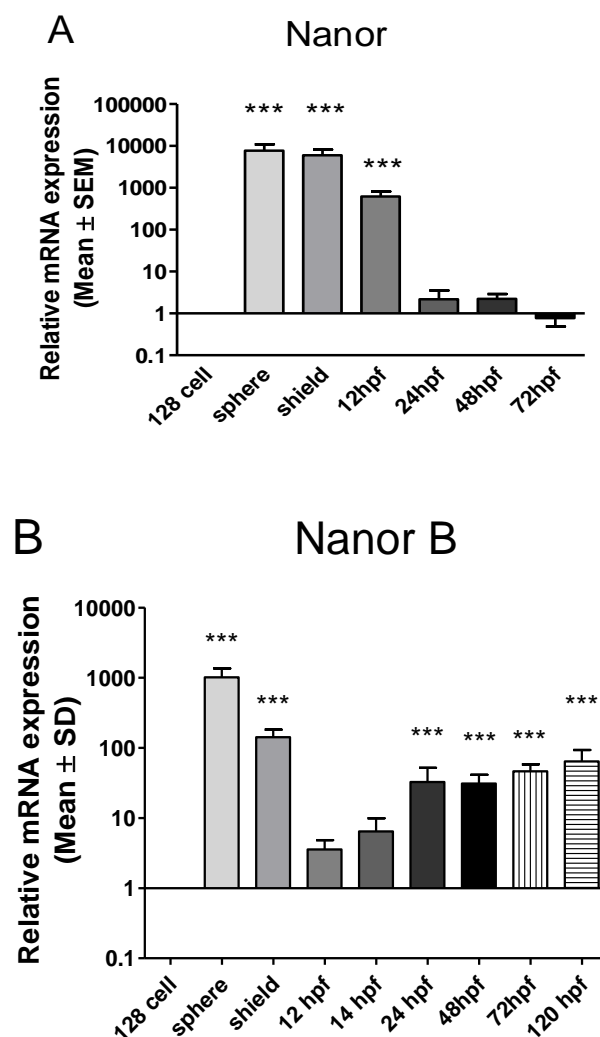 A
Nanor
Relative mRNA expression
(Mean ± SEM)
100000
10000
1000
100
10
1
0.1
*** *** ***
128 cell sphere shield 12hpf 24hpf 48hpf 72hpf
B
Nanor B
Relative mRNA expression
(Mean ± SD)
10000
1000
100
10
1
0.1
*** *** *** *** *** ***
128 cell sphere shield 12 hpf 14 hpf 24 hpf 48hpf 72hpf 120 hpf